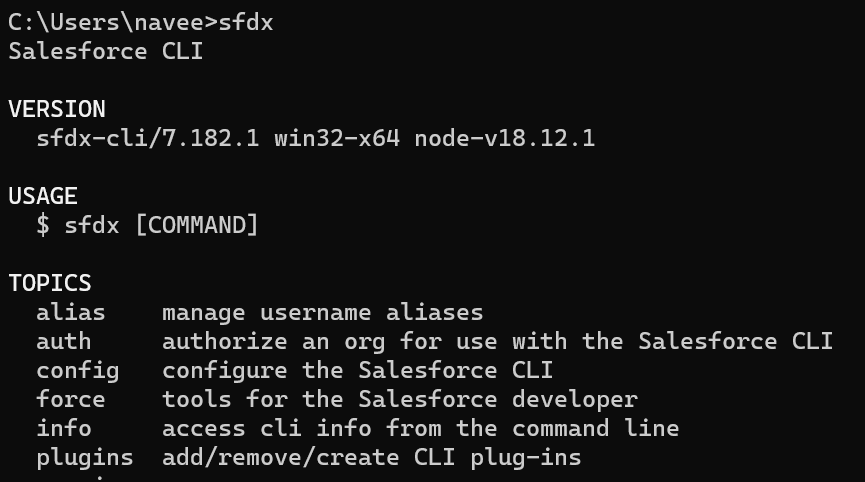 C:\Users\navee>sfdx
Salesforce CLI
VERSION
sfdx-cli/7.182.1 win32-x64 node-v18.12.1
USAGE
$ sfdx [COMMAND]
TOPICS
alias manage username aliases
auth authorize an org for use with the Salesforce CLI
config configure the Salesforce CLI
force tools for the Salesforce developer
info access cli info from the command line
plugins add/remove/create CLI plug-ins